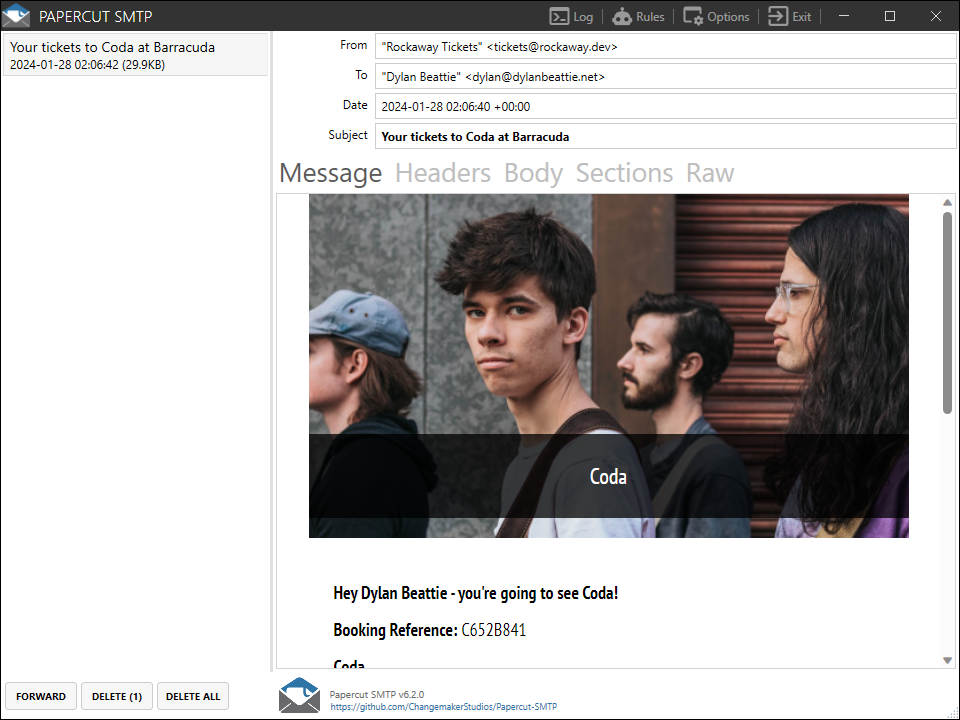 PAPERCUT SMTP
Log
Rules
Options
Exit
Your tickets to Coda at Barracuda
2024-01-28 02:06:42 (29.9KB)
From "Rockaway Tickets" <tickets@rockaway.dev>
To "Dylan Beattie" <dylan@dylanbeattie.net>
Date 2024-01-28 02:06:40 +00:00
Subject Your tickets to Coda at Barracuda
Message Headers Body Sections Raw
Coda
Hey Dylan Beattie - you're going to see Coda!
Booking Reference: C652B841
Coda
FORWARD DELETE (1) DELETE ALL
Papercut SMTP v6.2.0
https://github.com/ChangemakerStudios/Papercut-SMTP